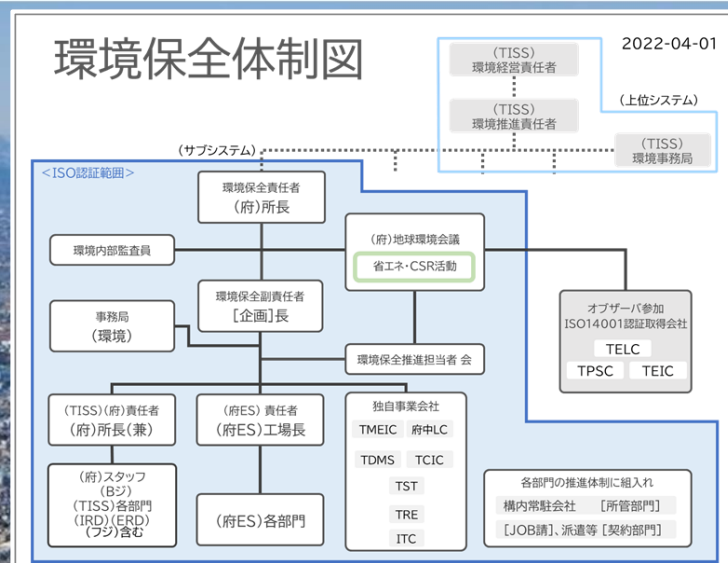 環境保全体制図
2022-04-01
(TISS)
環境経営責任者
(上位システム)
(TISS)
環境推進責任者
(TISS)
環境事務局
(サブシステム)
<ISO認証範囲>
環境保全責任者
(府)所長
環境内部監査員
(府)地球環境会議
省エネ・CSR活動
環境保全副責任者
[企画]長
事務局
(環境)
オブザーバ参加
ISO14001認証取得会社
TELC
TPSC TEIC
環境保全推進担当者 会
(TISS)(府)責任者
(府)所長(兼)
(府ES) 責任者
(府ES)工場長
独自事業会社
TMEIC 府中LC
TDMS TCIC
TST
TRE
ITC
(府)スタッフ
(Bジ)
(TISS)各部門
(IRD)(ERD)
(フジ)含む
(府ES)各部門
各部門の推進体制に組入れ
構内常駐会社 [所管部門]
[JOB請]、派遣等 [契約部門]